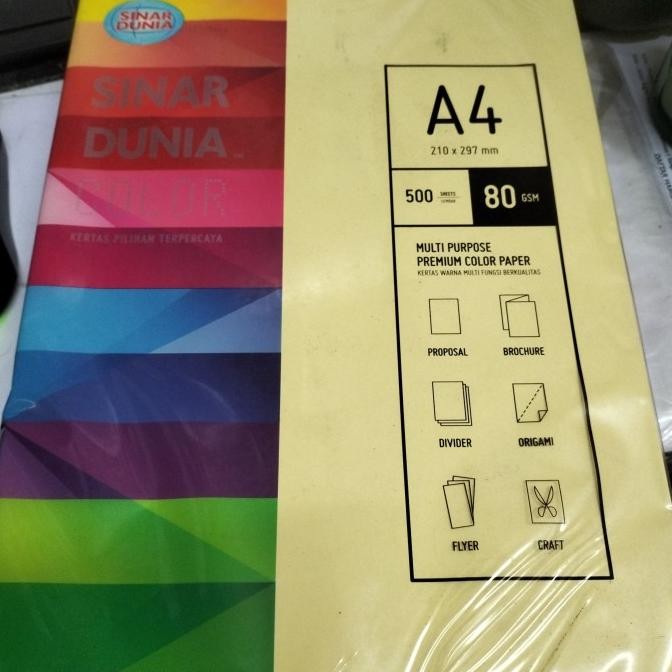 SINAR
DUNIA
SINAR
DUNIA
COLOR
KERTAS PILIHAN TERPERCAYA
A4
210 x 297 mm
500 SHEETS
LEMBAR
80 GSM
MULTI PURPOSE
PREMIUM COLOR PAPER
KERTAS WARNA MULTI FUNGSI BERKUALITAS
PROPOSAL
BROCHURE
DIVIDER
ORIGAMI
FLYER
CRAFT